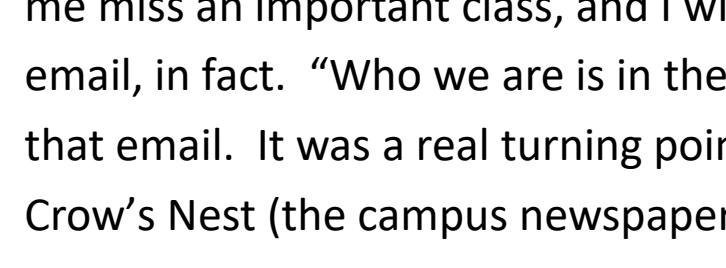 me miss an important class, and I wi
email, in fact.  “Who we are is in the
that email.  It was a real turning poin
Crow’s Nest (the campus newspaper